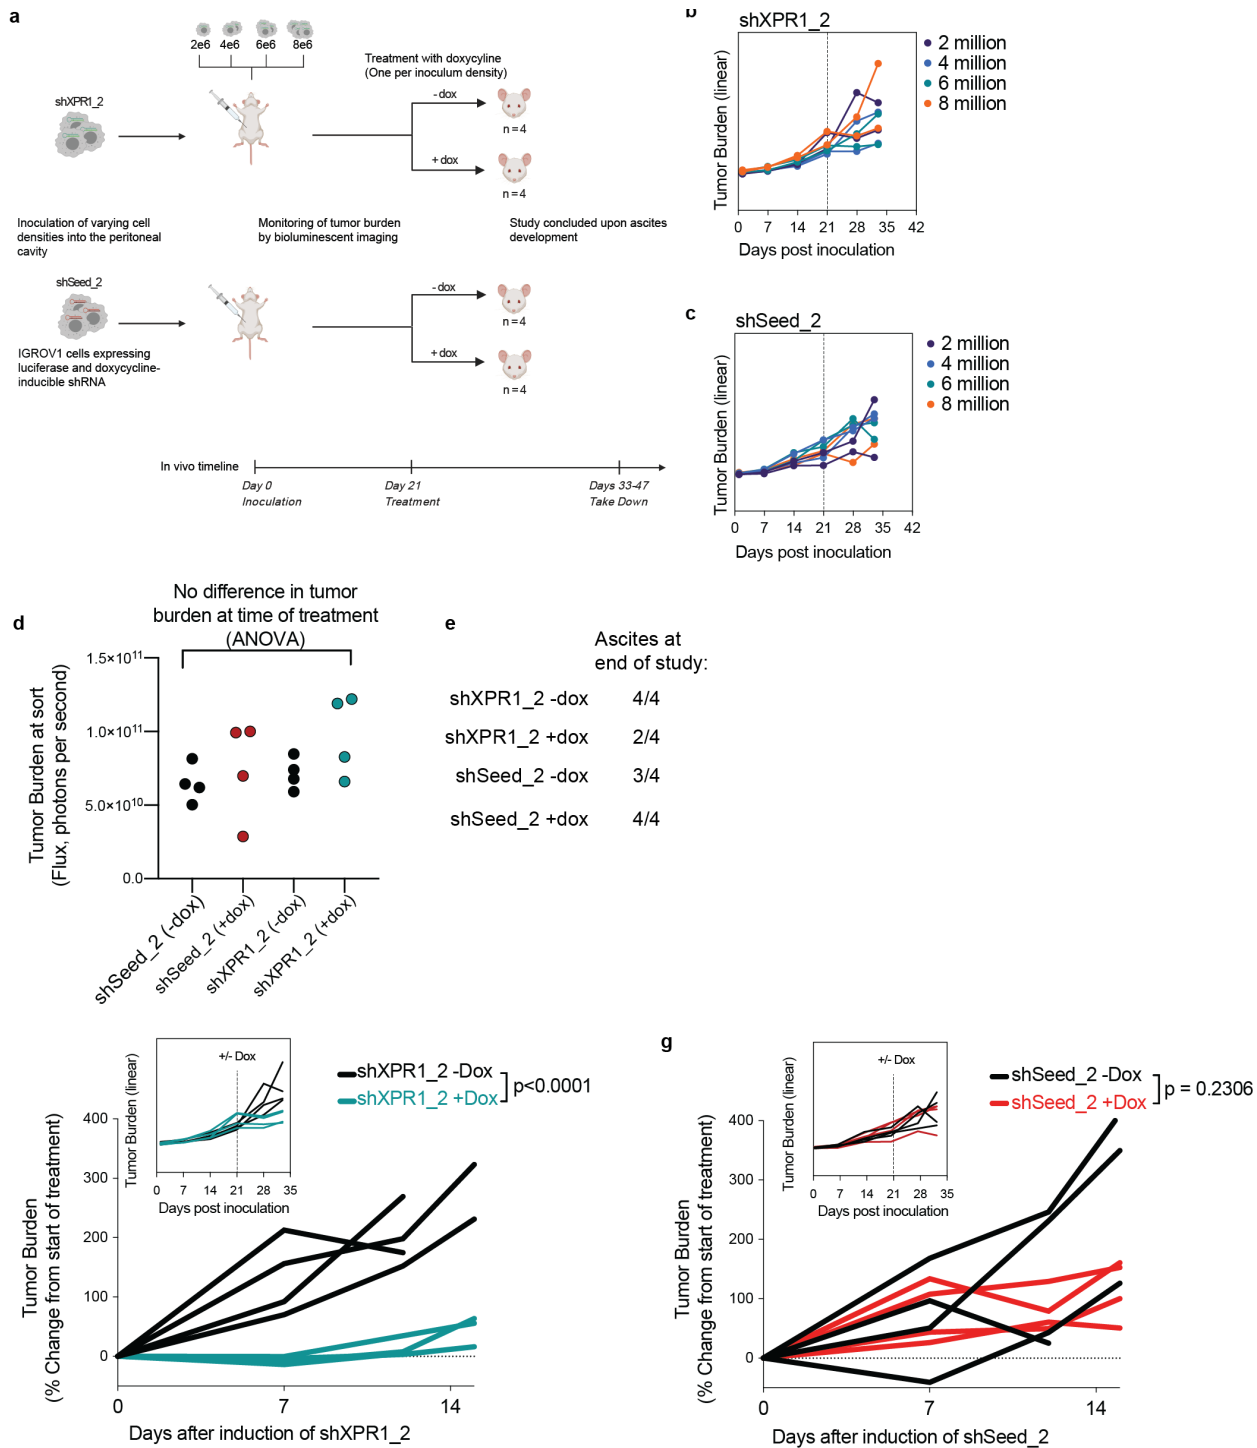 a
2e6 4e6 6e6 8e6
Treatment with doxycyline
(One per inoculum density)
shXPR1_2
- dox
n = 4
+ dox
n = 4
Inoculation of varying cell
densities into the peritoneal
cavity
Monitoring of tumor burden
by bioluminescent imaging
Study concluded upon ascites
development
shSeed_2
- dox
n = 4
+ dox
n = 4
IGROV1 cells expressing
luciferase and doxycycline-
inducible shRNA
In vivo timeline
Day 0
Inoculation
Day 21
Treatment
Days 33-47
Take Down
b
shXPR1_2
Tumor Burden (linear)
2 million
4 million
6 million
8 million
0 7 14 21 28 35 42
Days post inoculation
c
shSeed_2
Tumor Burden (linear)
2 million
4 million
6 million
8 million
0 7 14 21 28 35 42
Days post inoculation
d
No difference in tumor
burden at time of treatment
(ANOVA)
Tumor Burden at sort
(Flux, photons per second)
1.5×10¹¹
1.0×10¹¹
5.0×10¹⁰
0.0
shSeed_2 (-dox)
shSeed_2 (+dox)
shXPR1_2 (-dox)
shXPR1_2 (+dox)
e
Ascites at
end of study:
shXPR1_2 -dox 4/4
shXPR1_2 +dox 2/4
shSeed_2 -dox 3/4
shSeed_2 +dox 4/4
Tumor Burden (linear)
+/- Dox
0 7 14 21 28 35
Days post inoculation
shXPR1_2 -Dox
shXPR1_2 +Dox
p<0.0001
Tumor Burden
(% Change from start of treatment)
400
300
200
100
0
0 7 14
Days after induction of shXPR1_2
g
Tumor Burden (linear)
+/- Dox
0 7 14 21 28 35
Days post inoculation
shSeed_2 -Dox
shSeed_2 +Dox
p = 0.2306
Tumor Burden
(% Change from start of treatment)
400
300
200
100
0
0 7 14
Days after induction of shSeed_2